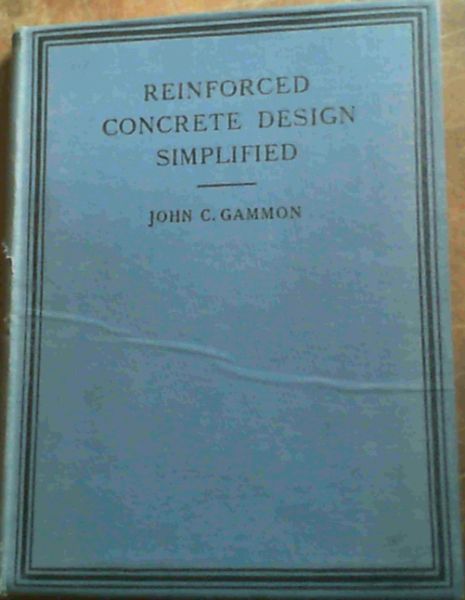 REINFORCED
CONCRETE DESIGN
SIMPLIFIED
JOHN C. GAMMON